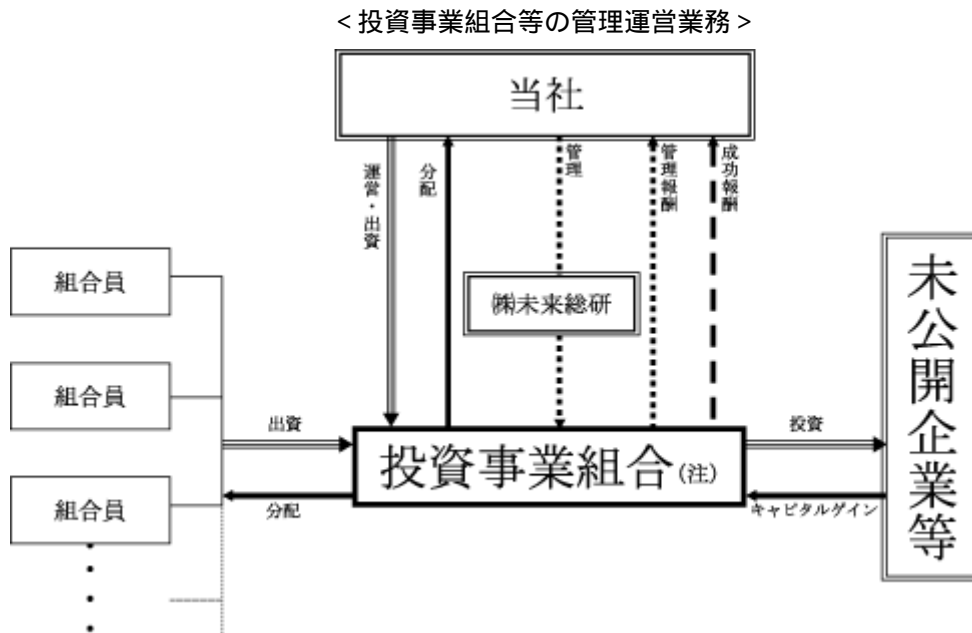 <投資事業組合等の管理運営業務>
当社
運営・出資
分配
管理
管理報酬
成功報酬
㈱未来総研
組合員
組合員
組合員
出資
分配
投資事業組合(注)
投資
キャピタルゲイン
未公開企業等